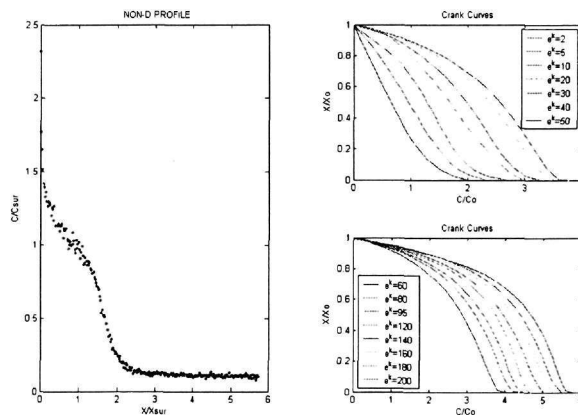 NON-D PROFILE
2.5
2
1.5
1
0.5
0
C/Csur
0 1 2 3 4 5 6
X/Xsur
Crank Curves
1
0.8
0.6
0.4
0.2
0
X/Xo
0 1 2 3
C/Co
e^k=2
e^k=5
e^k=10
e^k=20
e^k=30
e^k=40
e^k=50
Crank Curves
1
0.8
0.6
0.4
0.2
0
X/Xo
0 1 2 3 4 5
C/Co
e^k=60
e^k=80
e^k=95
e^k=120
e^k=140
e^k=160
e^k=180
e^k=200